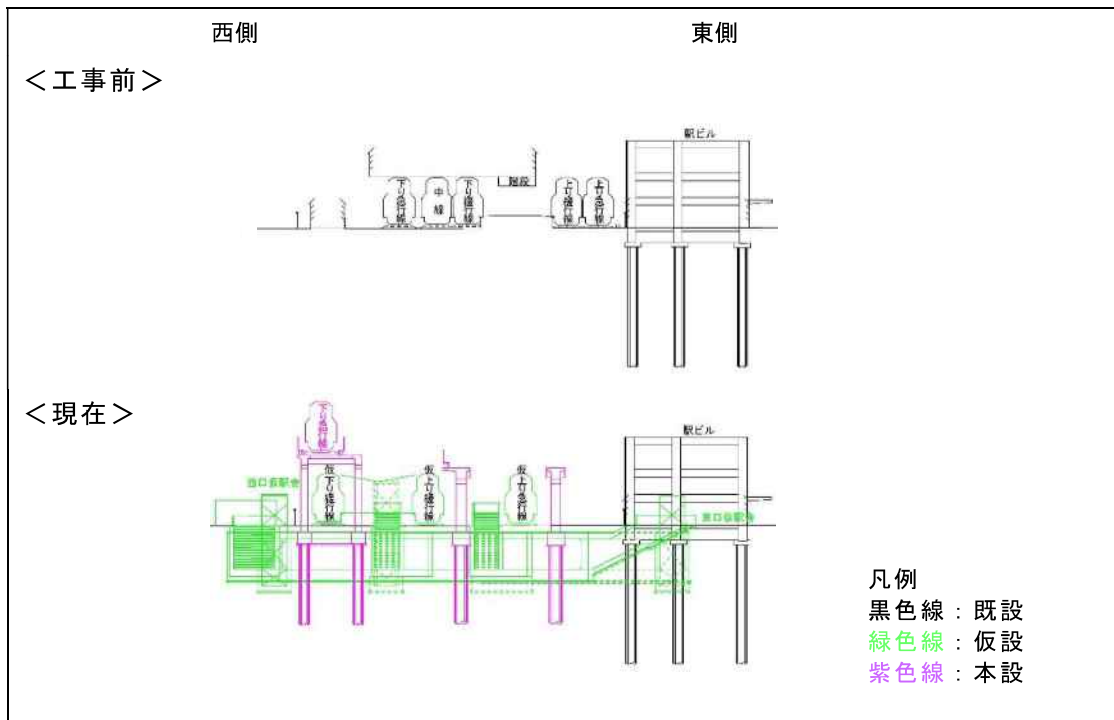 西側 東側
<工事前>
駅ビル
階段
下り急行線
中線
下り緩行線
上り緩行線
上り急行線
<現在>
下り急行線
駅ビル
仮下り緩行線
仮上り緩行線
仮上り急行線
西口仮駅舎
東口仮駅舎
凡例
黒色線：既設
緑色線：仮設
紫色線：本設